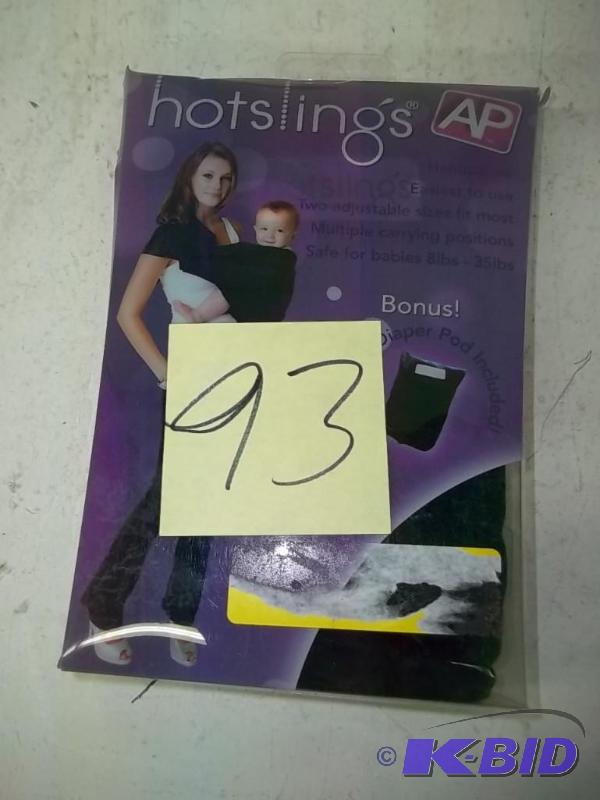 hotslings® AP
Easiest to use
Two adjustable sizes fit most
Multiple carrying positions
Safe for babies 8lbs - 35lbs
Bonus!
Diaper Pod Included!
93
© K-BID